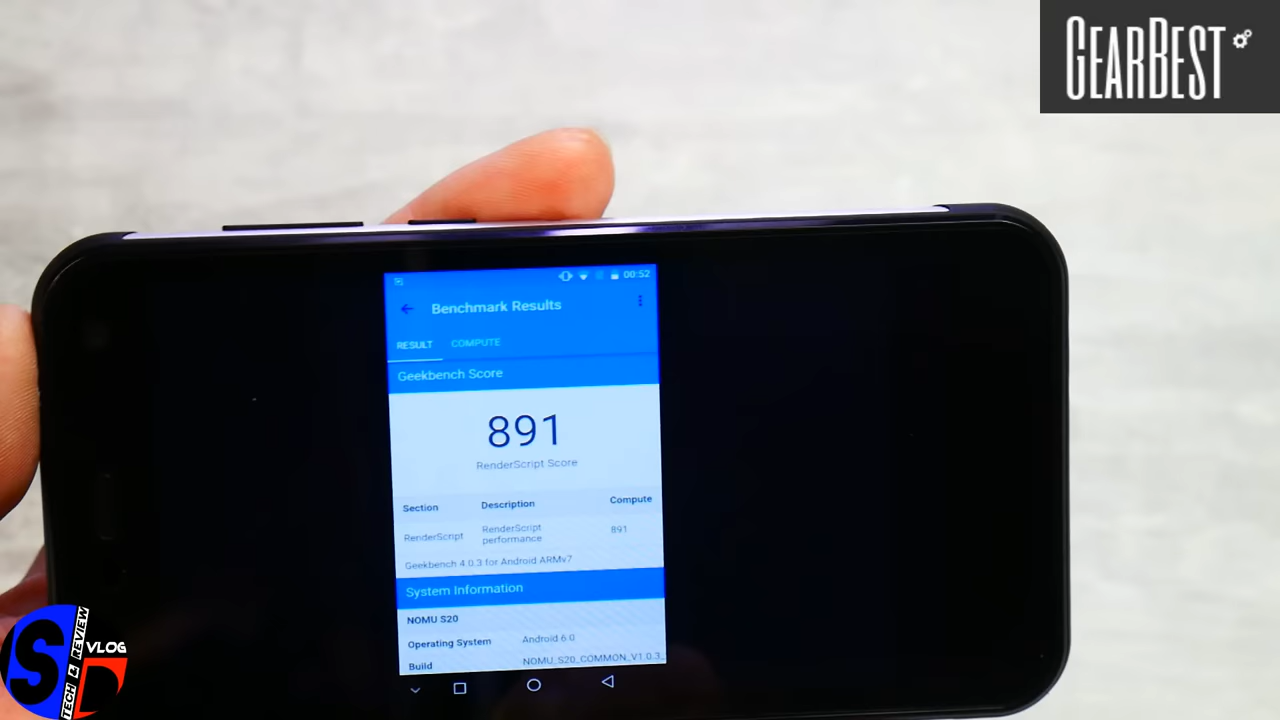 GEARBEST
00:52
Benchmark Results
RESULT COMPUTE
Geekbench Score
891
RenderScript Score
Section Description Compute
RenderScript RenderScript performance 891
Geekbench 4.0.3 for Android ARMv7
System Information
NOMU S20
Operating System Android 6.0
Build NOMU_S20_COMMON_V1.0.3_
S
TECH & REVIEW
VLOG